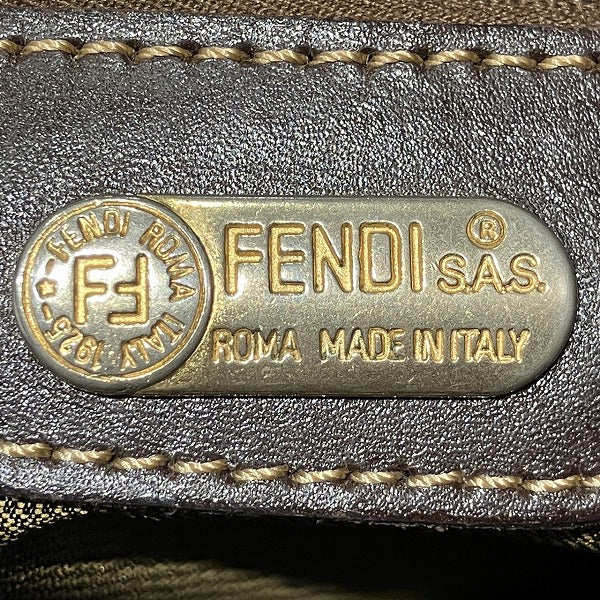 FENDI ROMA ITALY 1925
FF
FENDI® S.A.S.
ROMA MADE IN ITALY